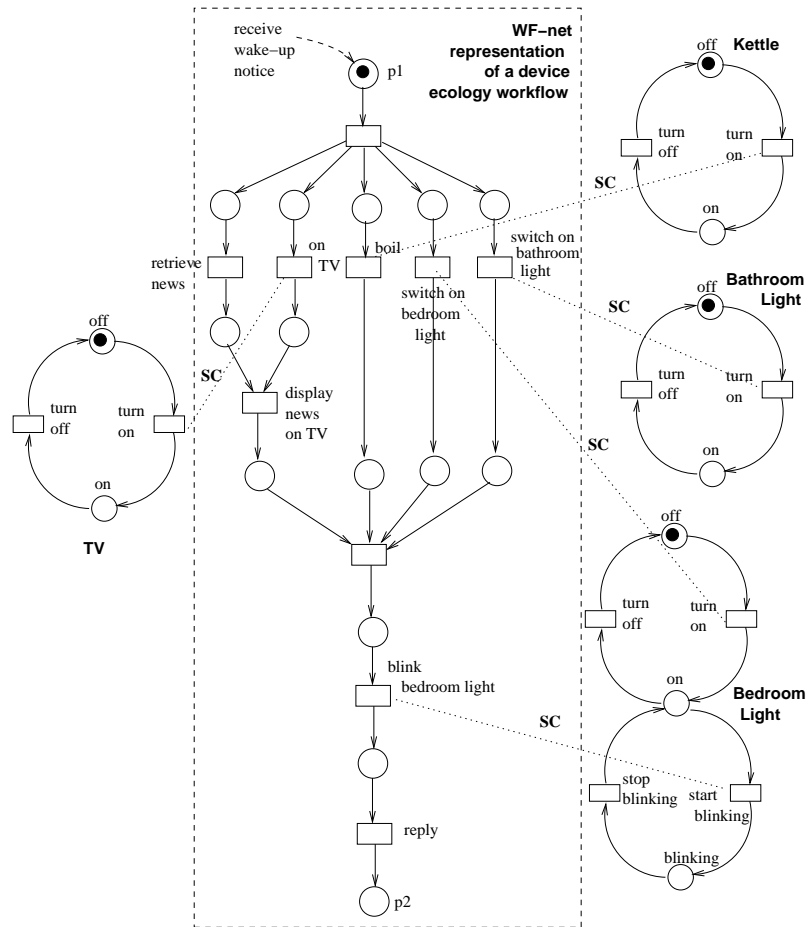 receive
wake−up
notice
p1
WF−net
representation
of a device
ecology workflow
off
Kettle
turn
off
turn
on
SC
on
on
TV
boil
switch on
bathroom
light
retrieve
news
switch on
bedroom
light
Bathroom
Light
off
SC
turn
off
turn
on
on
off
SC
turn
off
turn
on
on
TV
display
news
on TV
SC
off
turn
off
turn
on
on
Bedroom
Light
blink
bedroom light
SC
stop
blinking
start
blinking
blinking
reply
p2